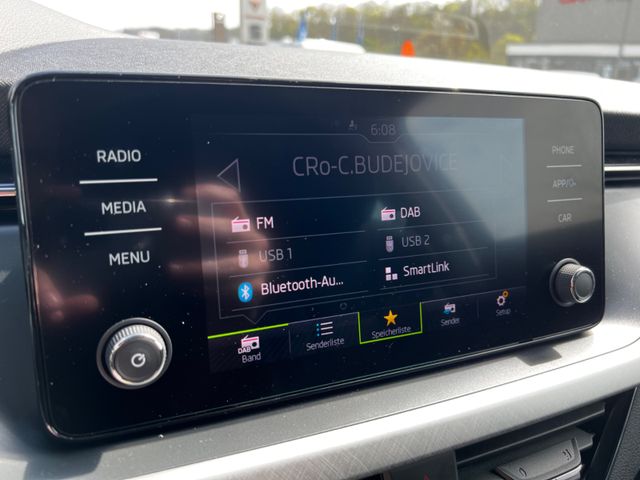 RADIO
MEDIA
MENU
6:08
CRo-C.BUDEJOVICE
FM
DAB
USB 1
USB 2
Bluetooth-Au...
SmartLink
DAB
Band
Senderliste
Speicherliste
Sender
Setup
PHONE
APP/
CAR